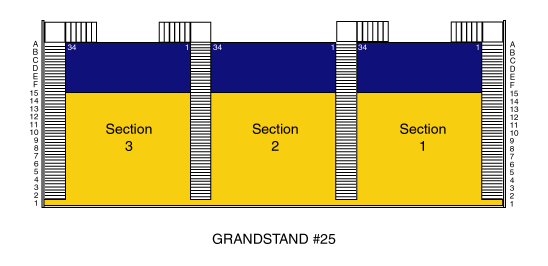 34 1 34 1 34 1
A A
B B
C C
D D
E E
F F
15 15
14 14
13 13
12 12
11 11
10 10
9 9
8 8
7 7
6 6
5 5
4 4
3 3
2 2
1 1
Section Section Section
3 2 1
GRANDSTAND #25